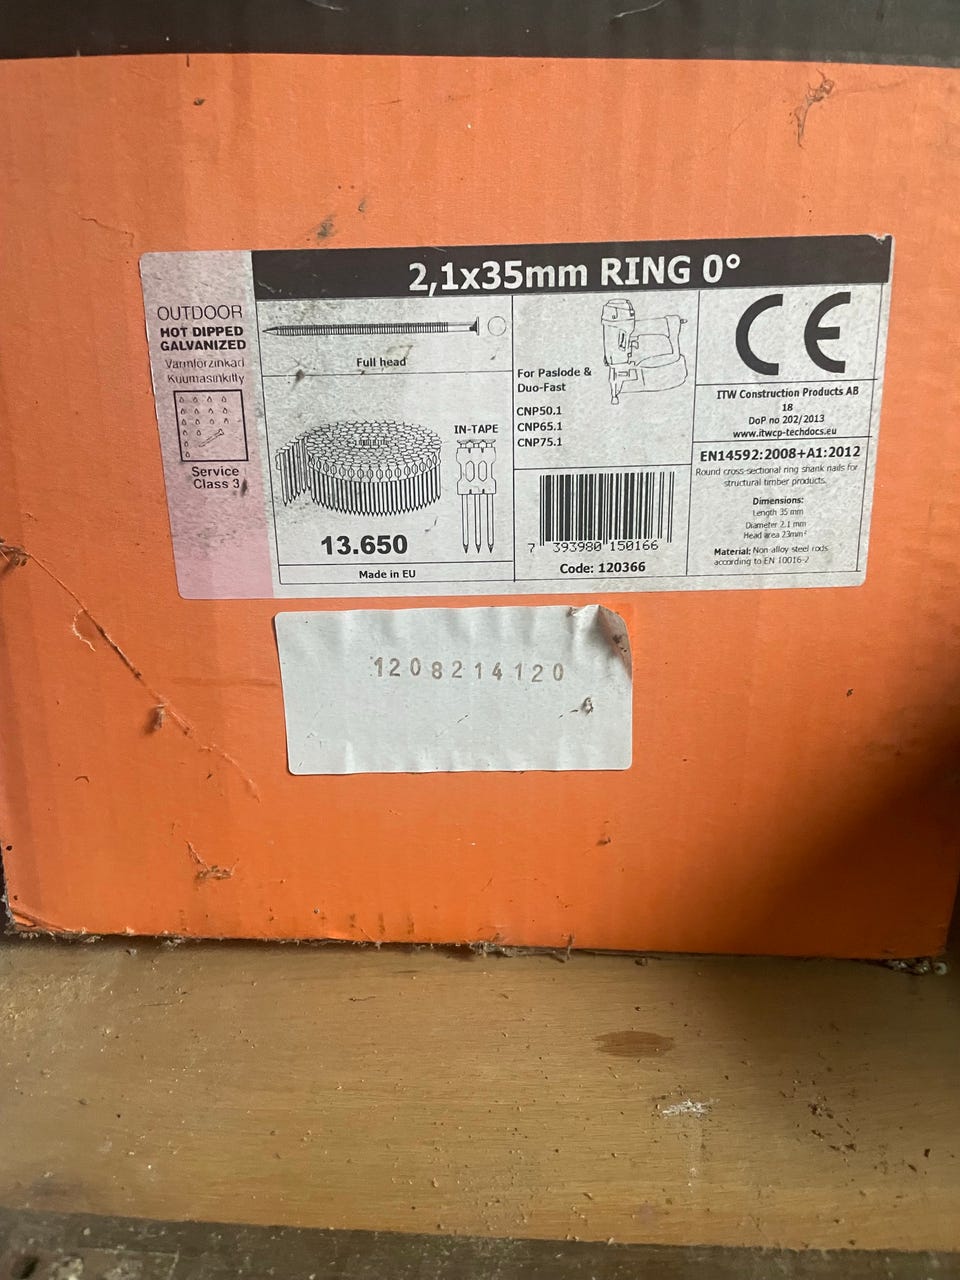 2,1x35mm RING 0°
OUTDOOR
HOT DIPPED
GALVANIZED
Varmförzinkad
Kuumasinkitty
Service
Class 3
Full head
IN-TAPE
13.650
Made in EU
For Paslode &
Duo-Fast
CNP50.1
CNP65.1
CNP75.1
7 393980 150166
Code: 120366
CE
ITW Construction Products AB
18
DoP no 202/2013
www.itwcp-techdocs.eu
EN14592:2008+A1:2012
Round cross-sectional ring shank nails for
structural timber products.
Dimensions:
Length 35 mm
Diameter 2.1 mm
Head area 23mm²
Material: Non alloy steel rods
according to EN 10016-2
1208214120